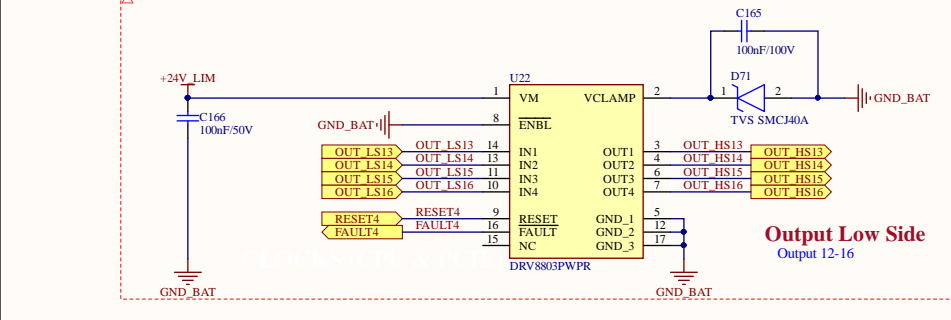 C165
100nF/100V
+24V_LIM
U22
D71
1
VM
VCLAMP
2
1
2
GND_BAT
C166
100nF/50V
TVS SMCJ40A
GND_BAT
8
ENBL
OUT_LS13
OUT_LS13
14
IN1
OUT1
3
OUT_HS13
OUT_HS13
OUT_LS14
OUT_LS14
13
IN2
OUT2
4
OUT_HS14
OUT_HS14
OUT_LS15
OUT_LS15
11
IN3
OUT3
6
OUT_HS15
OUT_HS15
OUT_LS16
OUT_LS16
10
IN4
OUT4
7
OUT_HS16
OUT_HS16
RESET4
RESET4
9
RESET
GND_1
5
FAULT4
FAULT4
16
FAULT
GND_2
12
15
NC
GND_3
17
Output Low Side
Output 12-16
DRV8803PWPR
GND_BAT
GND_BAT